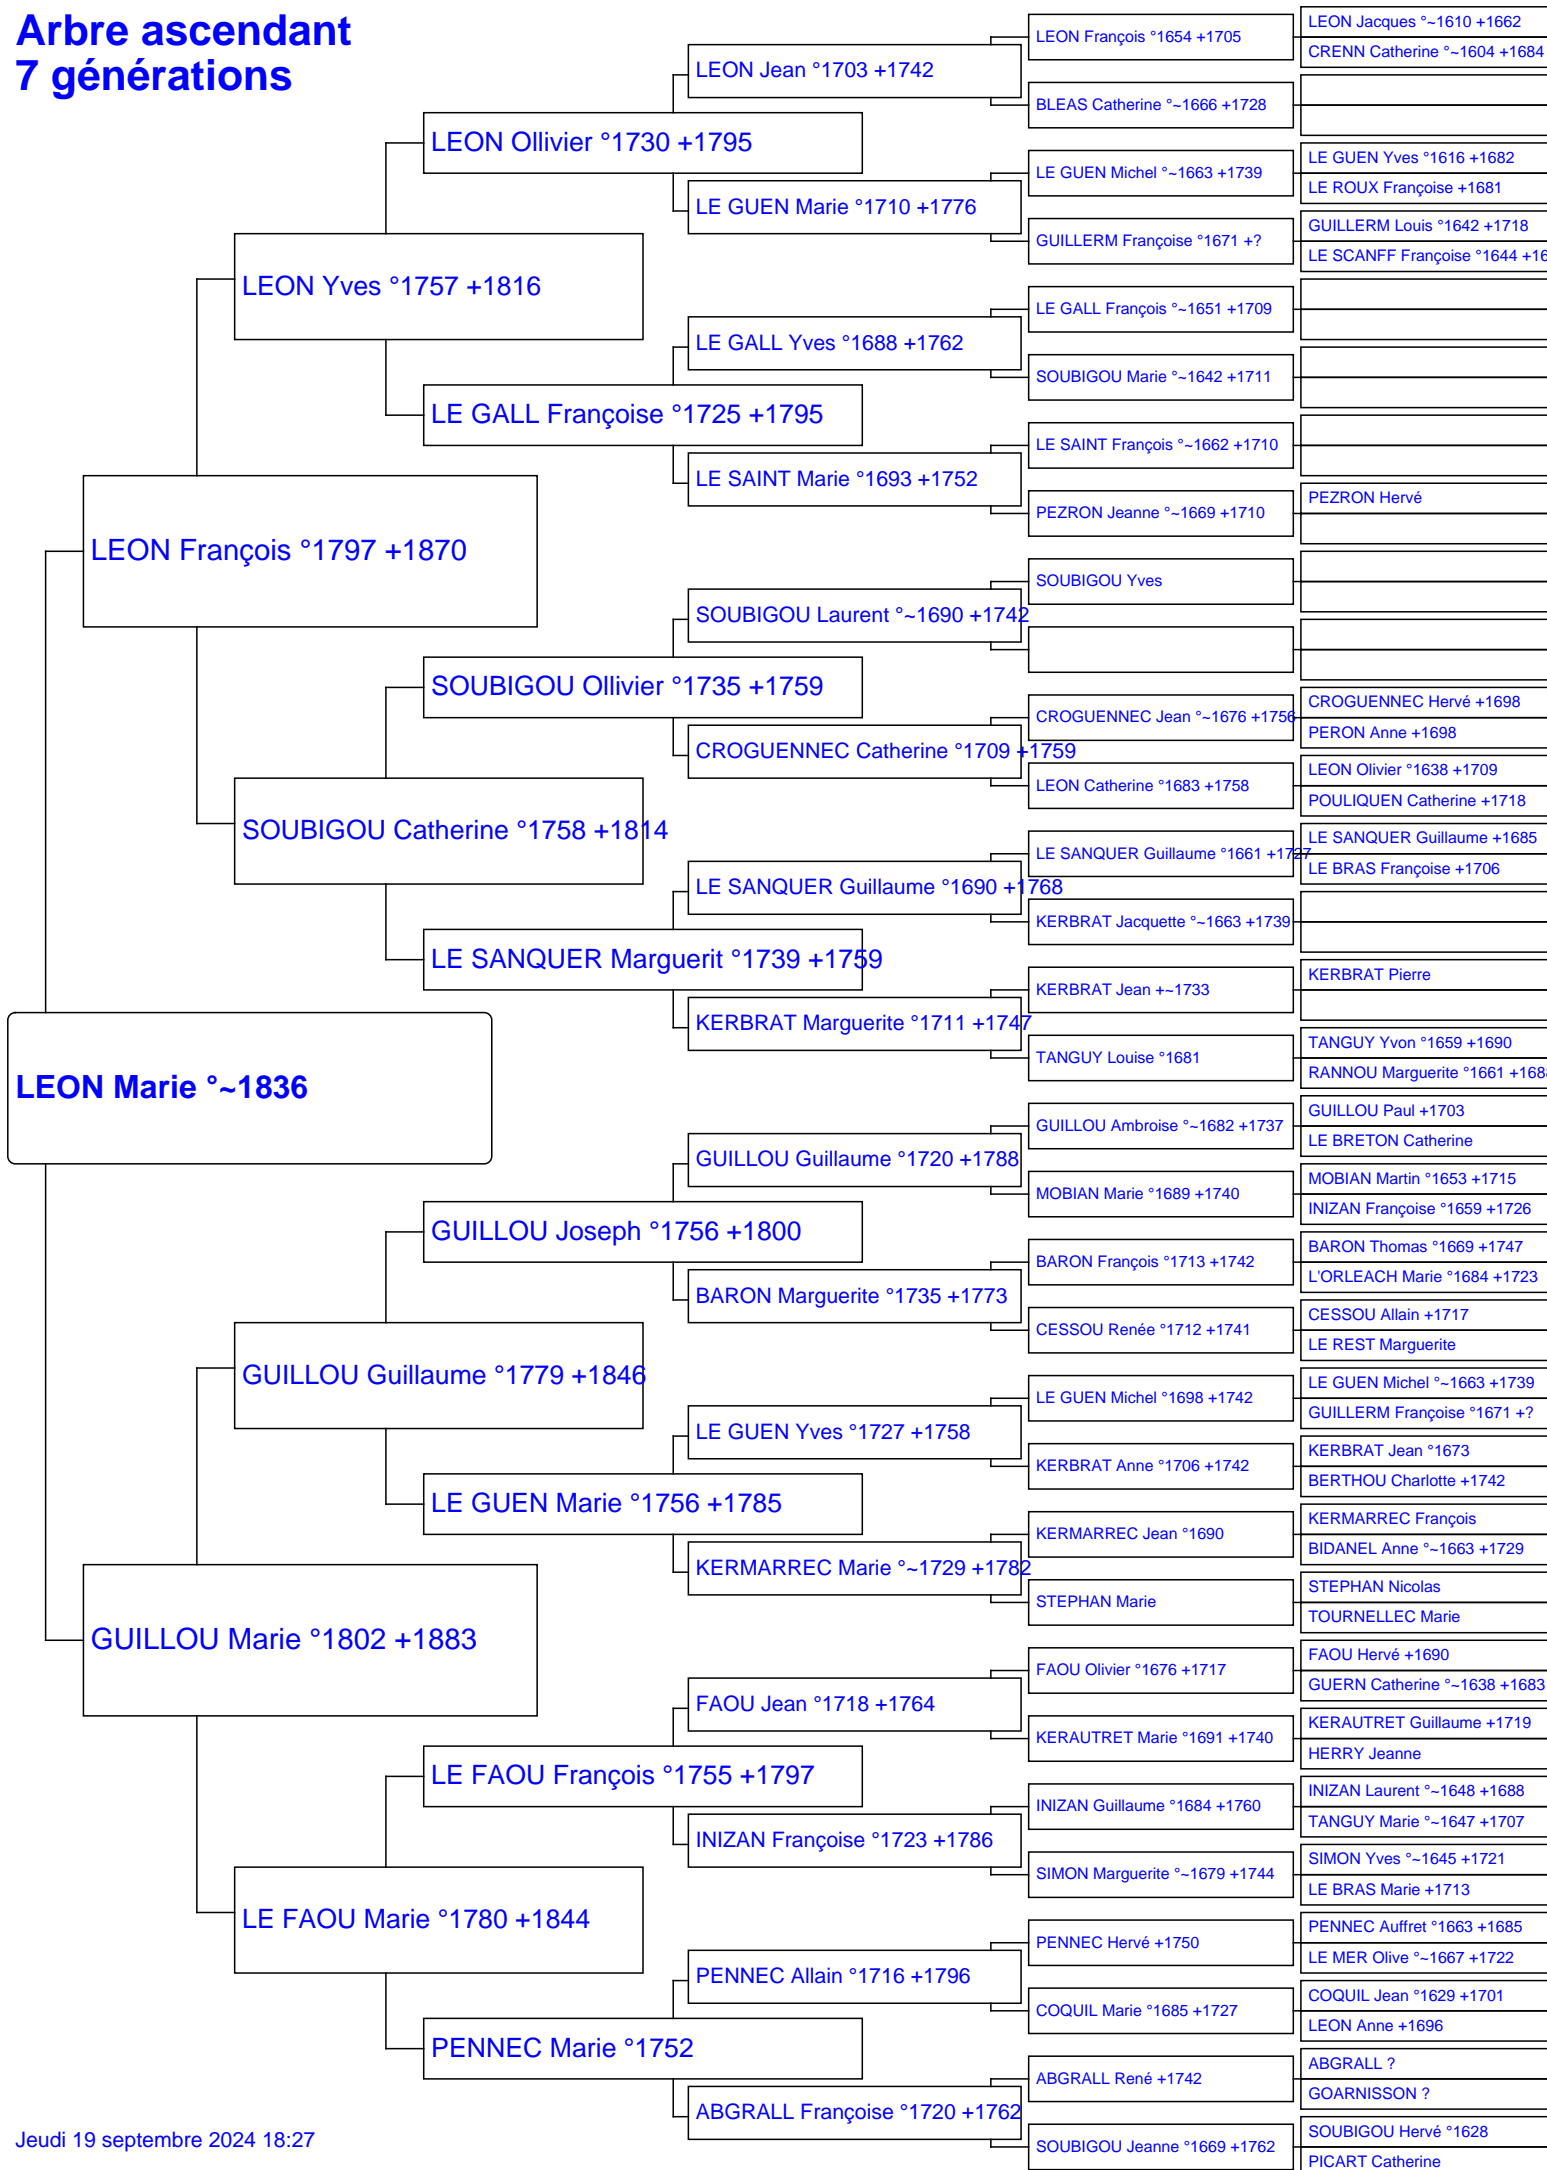 Arbre ascendant
7 générations
LEON Marie °~1836
LEON François °1797 +1870
GUILLOU Marie °1802 +1883
LEON Yves °1757 +1816
SOUBIGOU Catherine °1758 +1814
GUILLOU Guillaume °1779 +1846
LE FAOU Marie °1780 +1844
LEON Ollivier °1730 +1795
LE GALL Françoise °1725 +1795
SOUBIGOU Ollivier °1735 +1759
LE SANQUER Marguerit °1739 +1759
GUILLOU Joseph °1756 +1800
LE GUEN Marie °1756 +1785
LE FAOU François °1755 +1797
PENNEC Marie °1752
LEON Jean °1703 +1742
LE GUEN Marie °1710 +1776
LE GALL Yves °1688 +1762
LE SAINT Marie °1693 +1752
SOUBIGOU Laurent °~1690 +1742
CROGUENNEC Catherine °1709 +1759
LE SANQUER Guillaume °1690 +1768
KERBRAT Marguerite °1711 +1747
GUILLOU Guillaume °1720 +1788
BARON Marguerite °1735 +1773
LE GUEN Yves °1727 +1758
KERMARREC Marie °~1729 +1782
FAOU Jean °1718 +1764
INIZAN Françoise °1723 +1786
PENNEC Allain °1716 +1796
ABGRALL Françoise °1720 +1762
LEON François °1654 +1705
BLEAS Catherine °~1666 +1728
LE GUEN Michel °~1663 +1739
GUILLERM Françoise °1671 +?
LE GALL François °~1651 +1709
SOUBIGOU Marie °~1642 +1711
LE SAINT François °~1662 +1710
PEZRON Jeanne °~1669 +1710
SOUBIGOU Yves
CROGUENNEC Jean °~1676 +1756
LEON Catherine °1683 +1758
LE SANQUER Guillaume °1661 +1727
KERBRAT Jacquette °~1663 +1739
KERBRAT Jean +~1733
TANGUY Louise °1681
GUILLOU Ambroise °~1682 +1737
MOBIAN Marie °1689 +1740
BARON François °1713 +1742
CESSOU Renée °1712 +1741
LE GUEN Michel °1698 +1742
KERBRAT Anne °1706 +1742
KERMARREC Jean °1690
STEPHAN Marie
FAOU Olivier °1676 +1717
KERAUTRET Marie °1691 +1740
INIZAN Guillaume °1684 +1760
SIMON Marguerite °~1679 +1744
PENNEC Hervé +1750
COQUIL Marie °1685 +1727
ABGRALL René +1742
SOUBIGOU Jeanne °1669 +1762
LEON Jacques °~1610 +1662
CRENN Catherine °~1604 +1684
LE GUEN Yves °1616 +1682
LE ROUX Françoise +1681
GUILLERM Louis °1642 +1718
LE SCANFF Françoise °1644 +16
PEZRON Hervé
CROGUENNEC Hervé +1698
PERON Anne +1698
LEON Olivier °1638 +1709
POULIQUEN Catherine +1718
LE SANQUER Guillaume +1685
LE BRAS Françoise +1706
KERBRAT Pierre
TANGUY Yvon °1659 +1690
RANNOU Marguerite °1661 +1688
GUILLOU Paul +1703
LE BRETON Catherine
MOBIAN Martin °1653 +1715
INIZAN Françoise °1659 +1726
BARON Thomas °1669 +1747
L'ORLEACH Marie °1684 +1723
CESSOU Allain +1717
LE REST Marguerite
LE GUEN Michel °~1663 +1739
GUILLERM Françoise °1671 +?
KERBRAT Jean °1673
BERTHOU Charlotte +1742
KERMARREC François
BIDANEL Anne °~1663 +1729
STEPHAN Nicolas
TOURNELLEC Marie
FAOU Hervé +1690
GUERN Catherine °~1638 +1683
KERAUTRET Guillaume +1719
HERRY Jeanne
INIZAN Laurent °~1648 +1688
TANGUY Marie °~1647 +1707
SIMON Yves °~1645 +1721
LE BRAS Marie +1713
PENNEC Auffret °1663 +1685
LE MER Olive °~1667 +1722
COQUIL Jean °1629 +1701
LEON Anne +1696
ABGRALL ?
GOARNISSON ?
SOUBIGOU Hervé °1628
PICART Catherine
Jeudi 19 septembre 2024 18:27